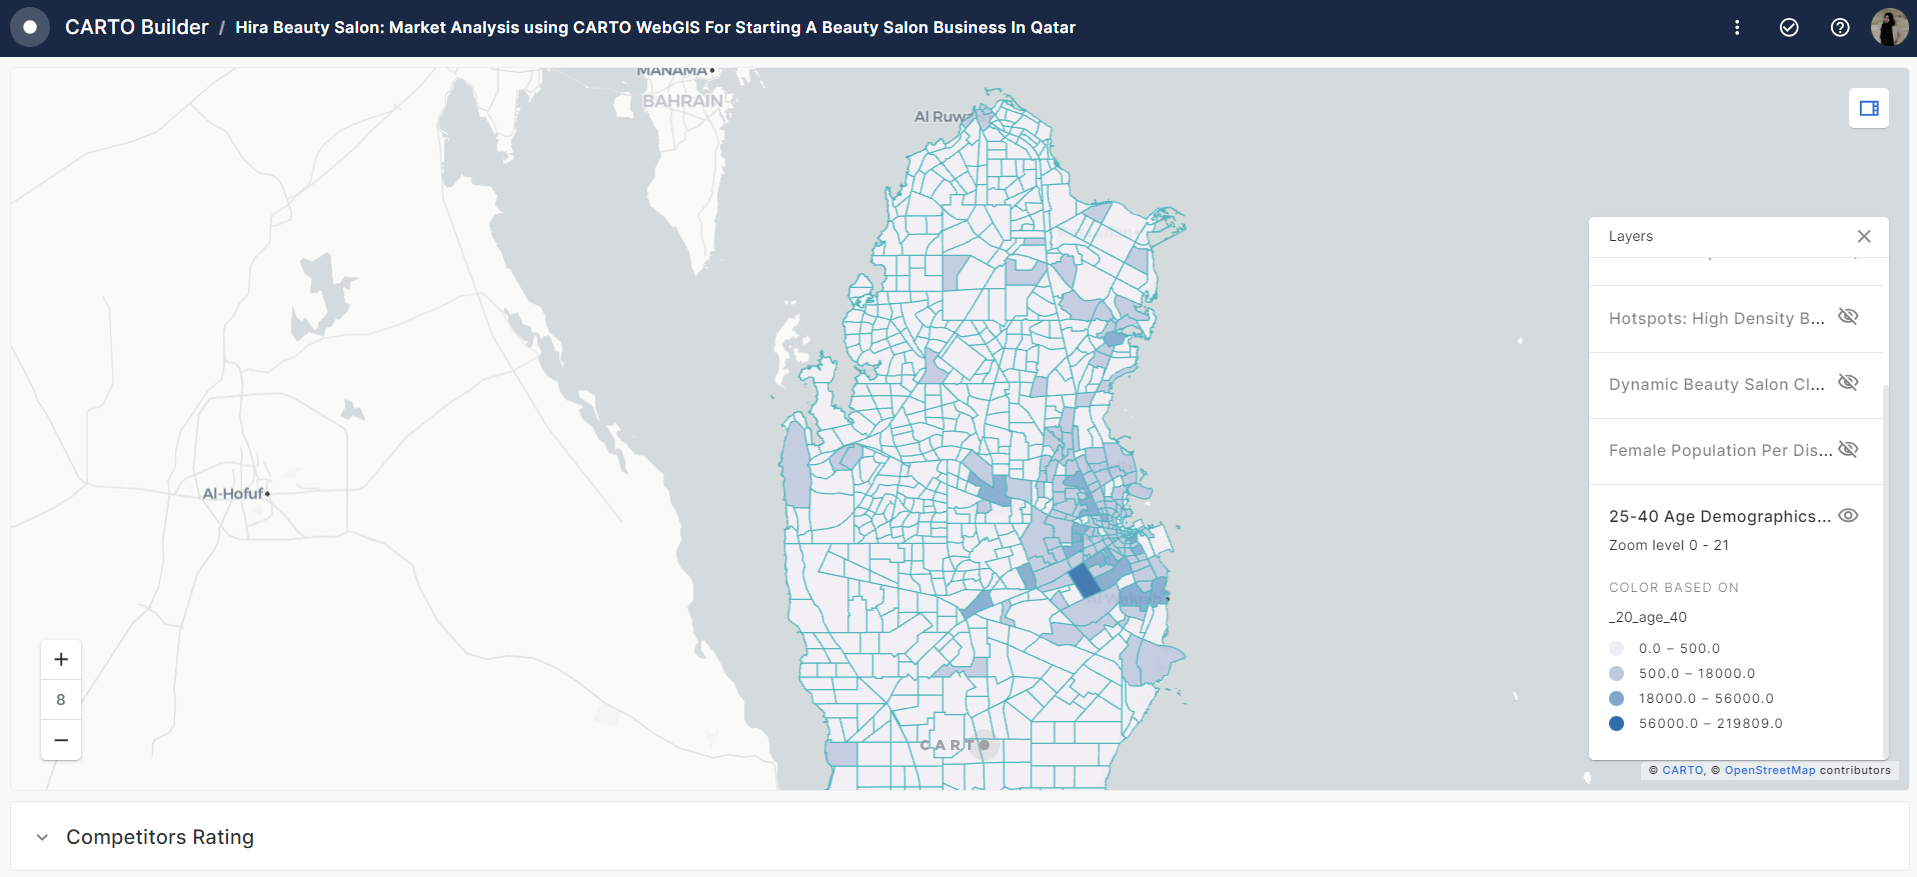 CARTO Builder / Hira Beauty Salon: Market Analysis using CARTO WebGIS For Starting A Beauty Salon Business In Qatar
MANAMA
BAHRAIN
Al Ruwa
Al-Hofuf
Al Wakrah
CARTO
+
8
−
Layers
Hotspots: High Density B...
Dynamic Beauty Salon Cl...
Female Population Per Dis...
25-40 Age Demographics...
Zoom level 0 - 21
COLOR BASED ON
_20_age_40
0.0 – 500.0
500.0 – 18000.0
18000.0 – 56000.0
56000.0 – 219809.0
© CARTO, © OpenStreetMap contributors
Competitors Rating